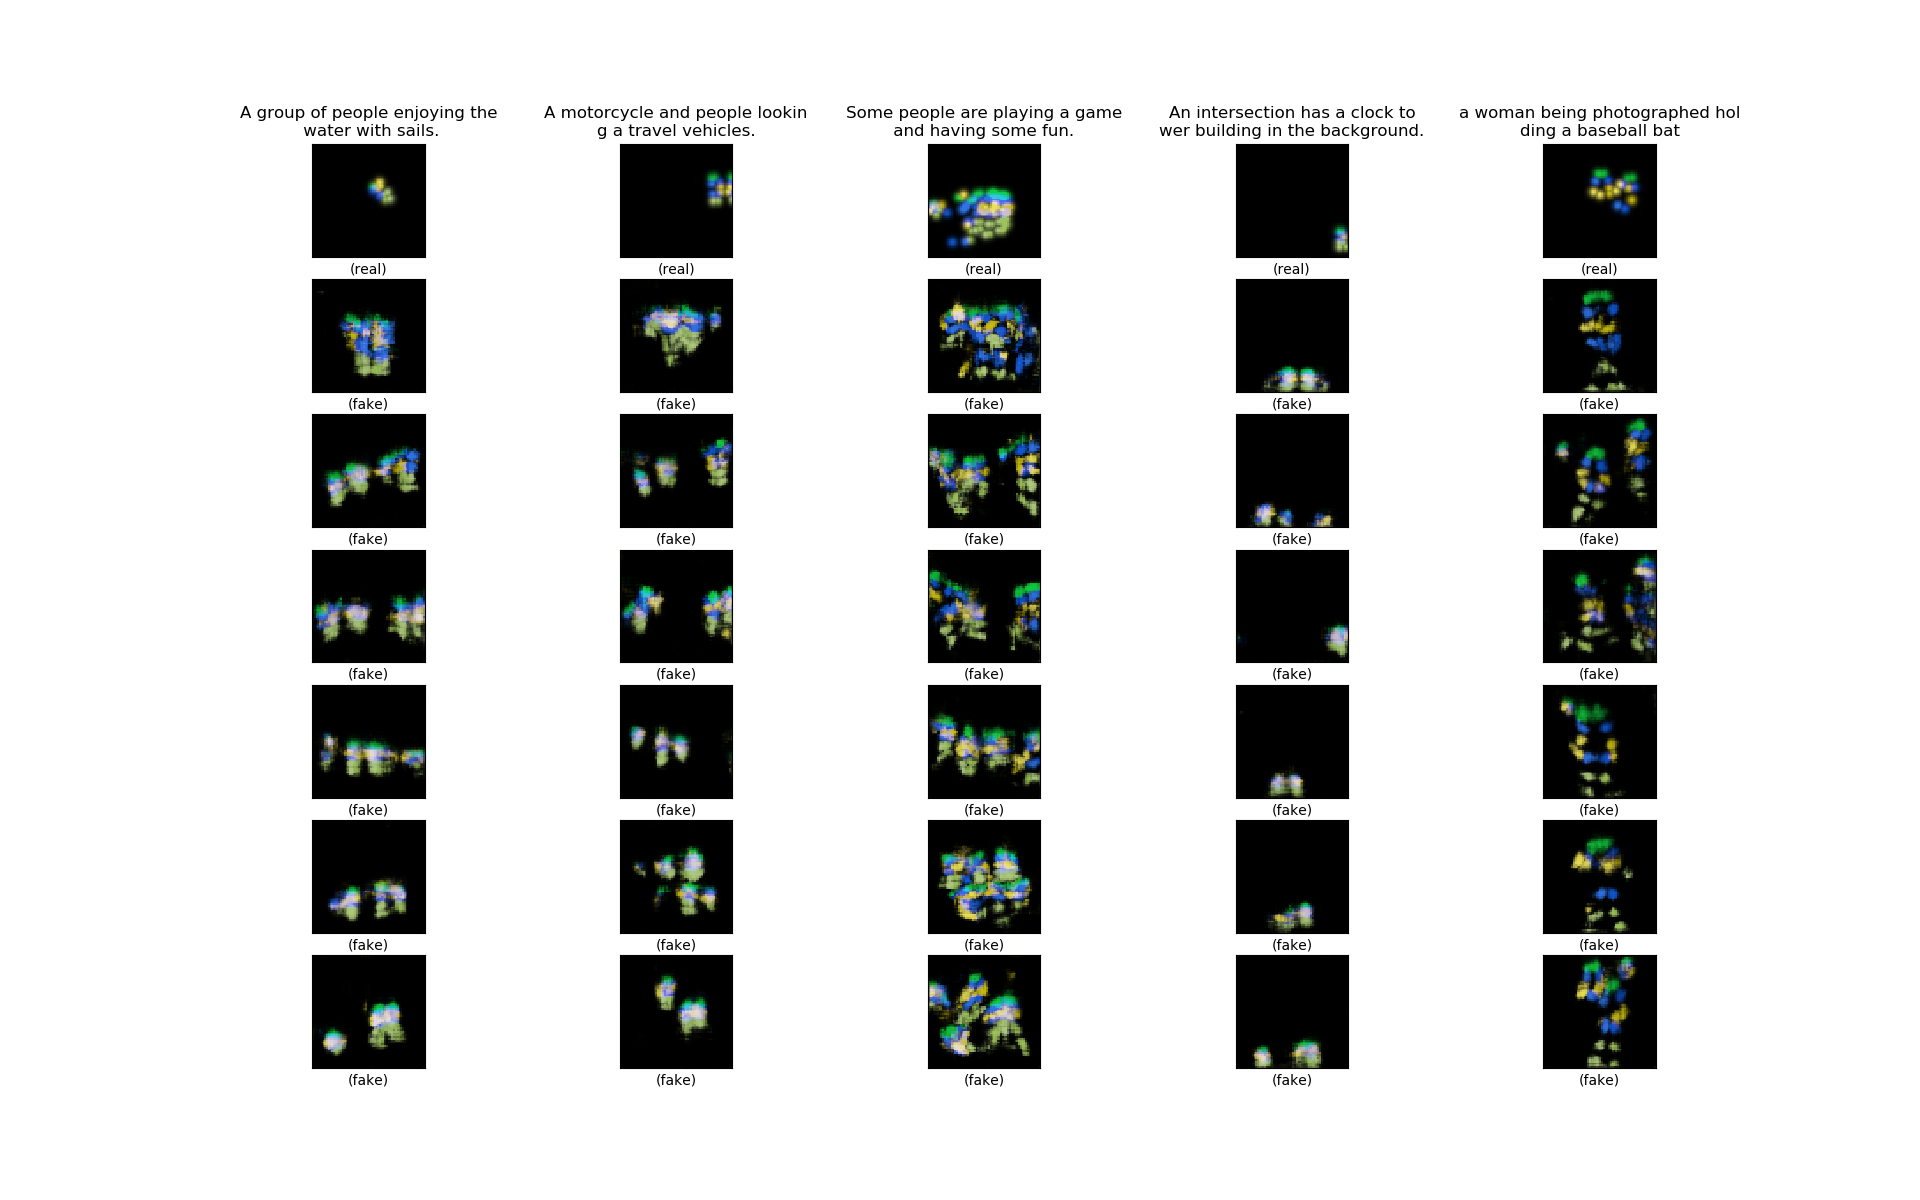 A group of people enjoying the
water with sails.
A motorcycle and people lookin
g a travel vehicles.
Some people are playing a game
and having some fun.
An intersection has a clock to
wer building in the background.
a woman being photographed hol
ding a baseball bat
(real) (real) (real) (real) (real)
(fake) (fake) (fake) (fake) (fake)
(fake) (fake) (fake) (fake) (fake)
(fake) (fake) (fake) (fake) (fake)
(fake) (fake) (fake) (fake) (fake)
(fake) (fake) (fake) (fake) (fake)
(fake) (fake) (fake) (fake) (fake)